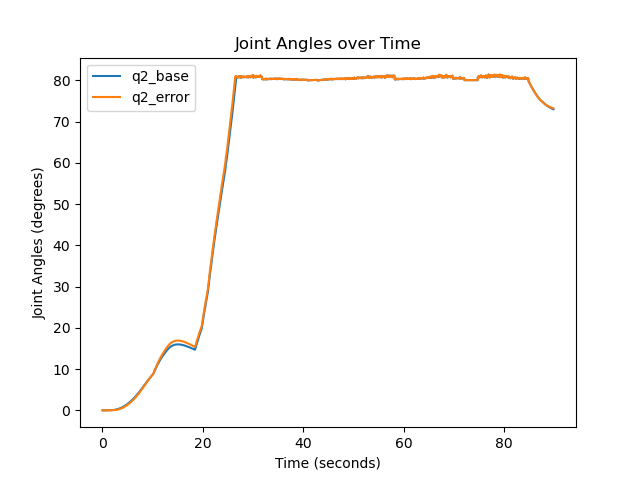 Joint Angles over Time
q2_base
q2_error
Joint Angles (degrees)
80
70
60
50
40
30
20
10
0
0 20 40 60 80
Time (seconds)